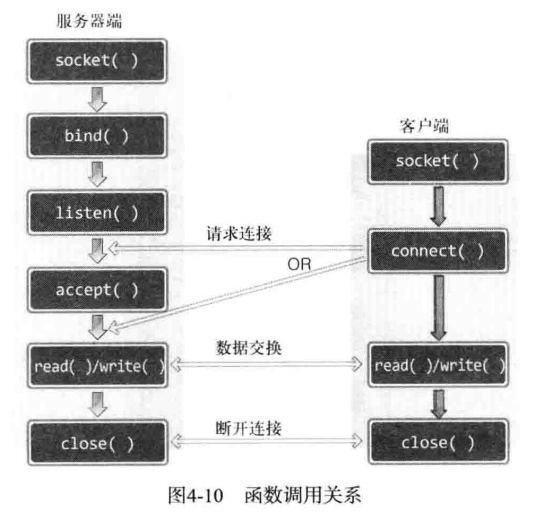 服务器端
socket( )
bind( )
客户端
socket( )
listen( )
请求连接
connect( )
OR
accept( )
数据交换
read( )/write( )
read( )/write( )
断开连接
close( )
close( )
图4-10 函数调用关系